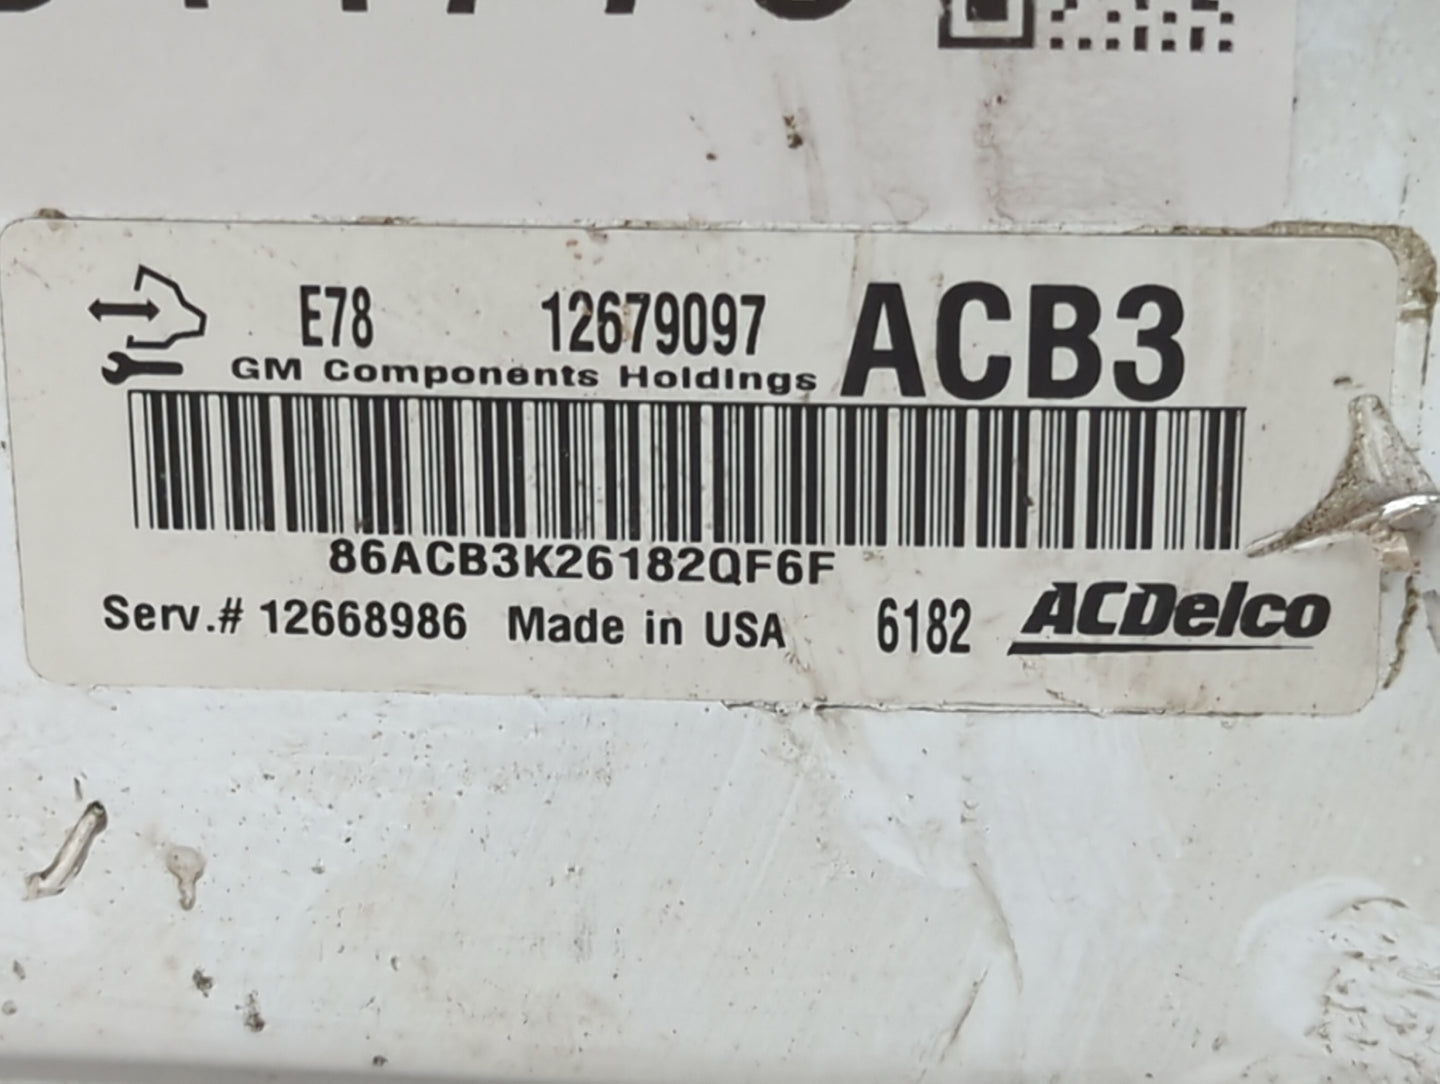 E78 12679097 ACB3
GM Components Holdings
86ACB3K26182QF6F
Serv.# 12668986 Made in USA 6182 ACDelco